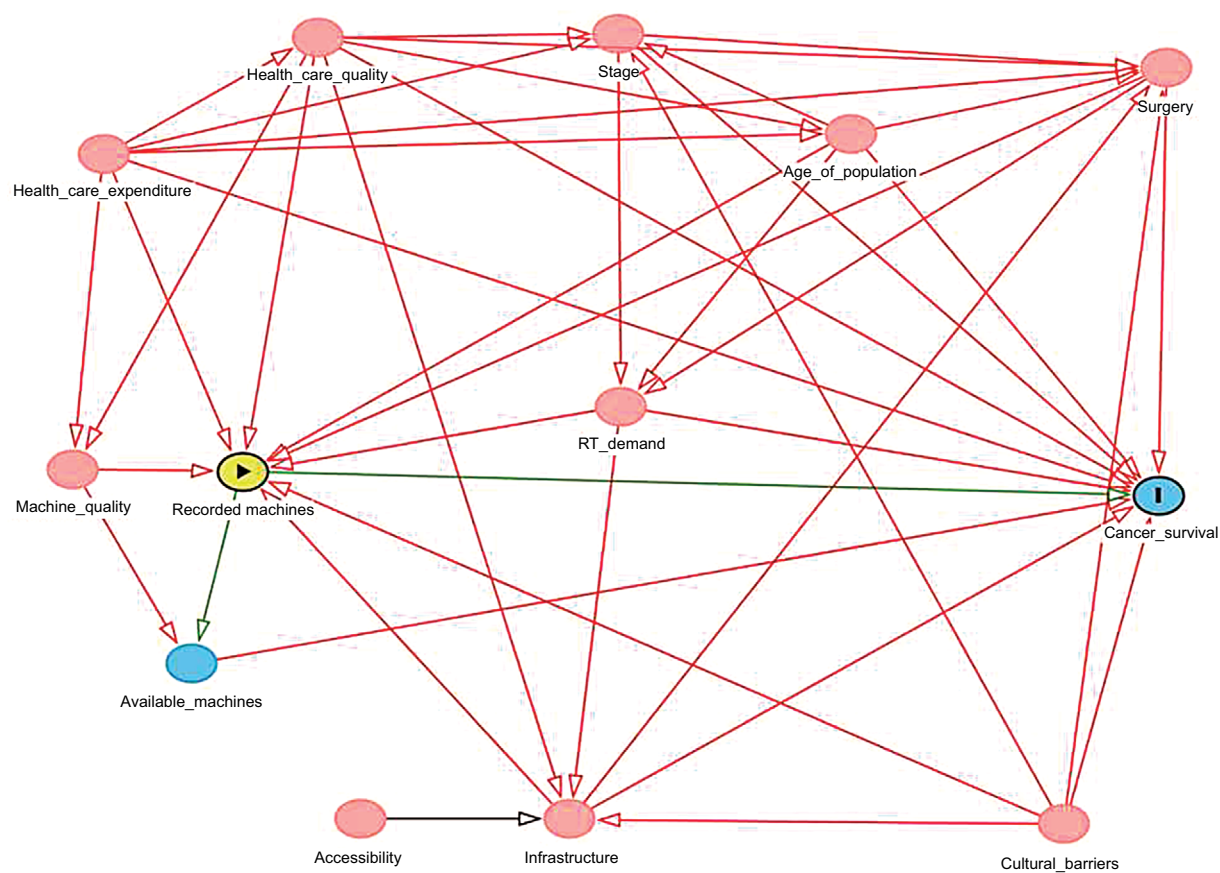 Health_care_quality
Stage
Surgery
Age_of_population
Health_care_expenditure
RT_demand
Machine_quality
Recorded machines
Cancer_survival
Available_machines
Accessibility
Infrastructure
Cultural_barriers